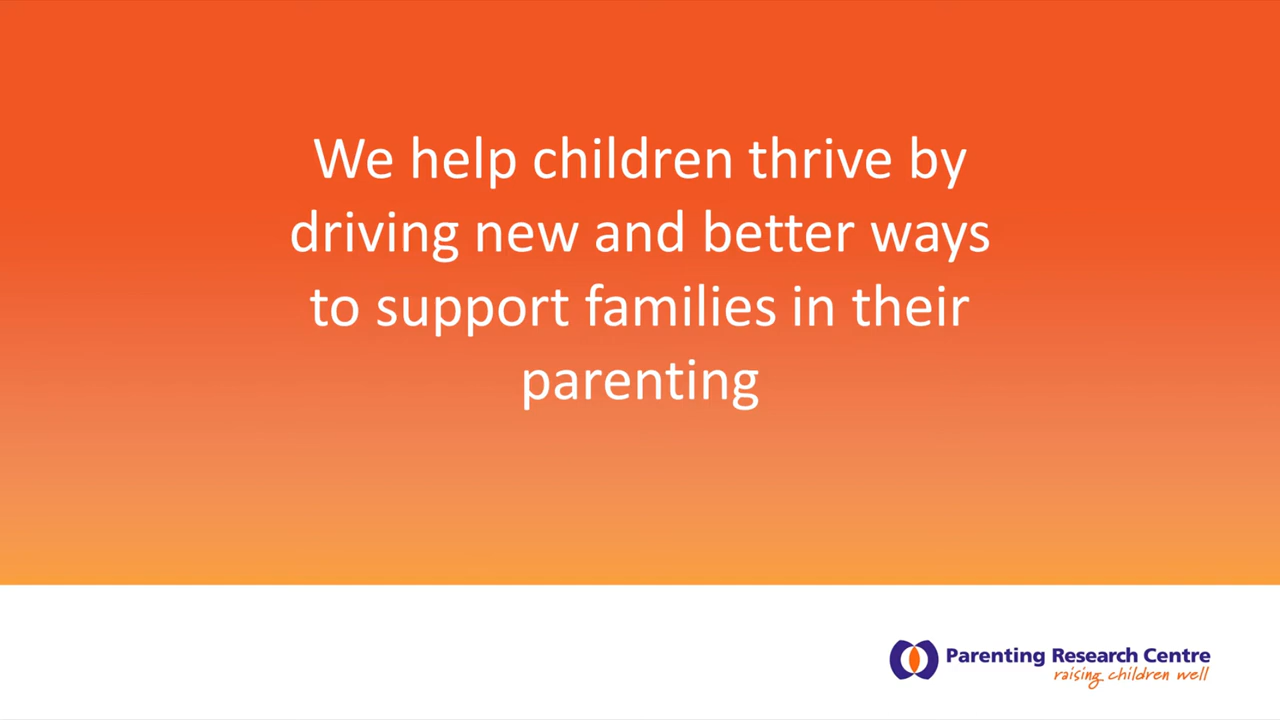 We help children thrive by
driving new and better ways
to support families in their
parenting
Parenting Research Centre
raising children well